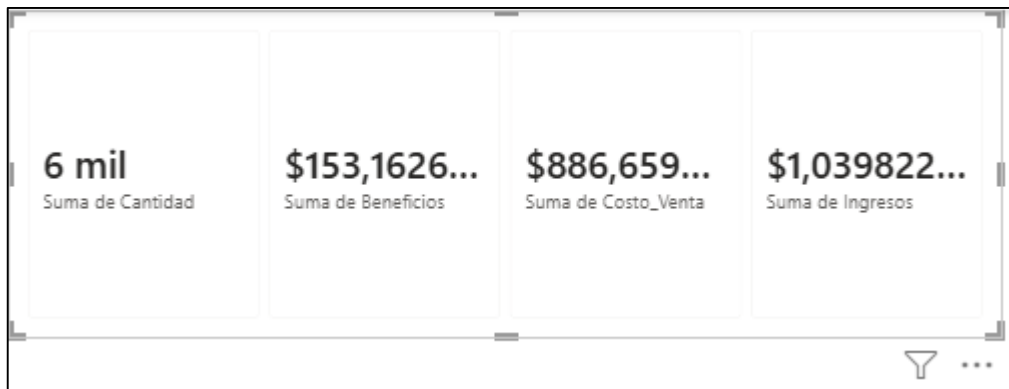 6 mil
Suma de Cantidad
$153,1626...
Suma de Beneficios
$886,659...
Suma de Costo_Venta
$1,039822...
Suma de Ingresos